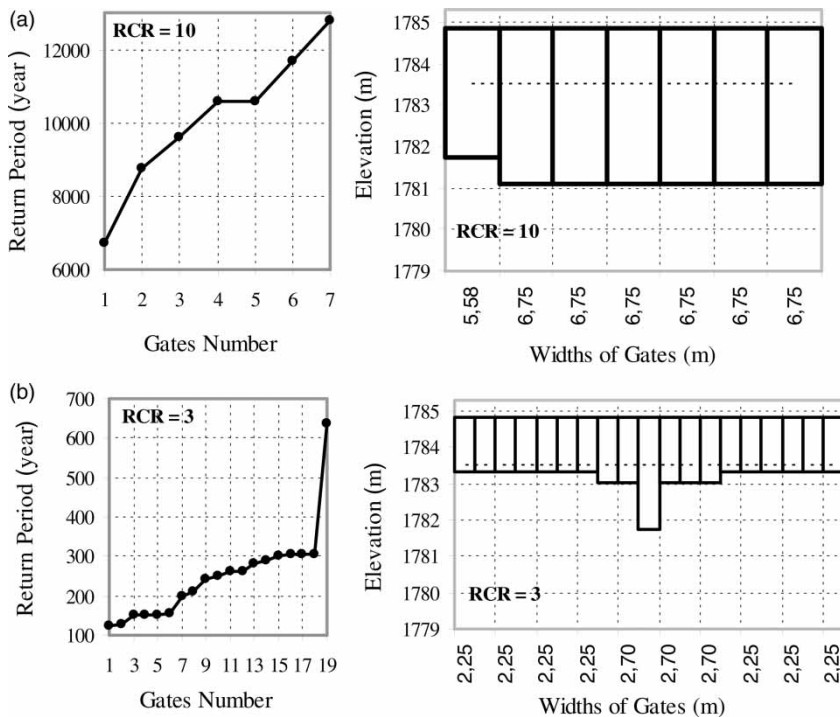 (a)
RCR = 10
Return Period (year)
12000
10000
8000
6000
1 2 3 4 5 6 7
Gates Number
Elevation (m)
1785
1784
1783
1782
1781
1780
1779
RCR = 10
5,58 6,75 6,75 6,75 6,75 6,75 6,75
Widths of Gates (m)
(b)
RCR = 3
Return Period (year)
700
600
500
400
300
200
100
1 3 5 7 9 11 13 15 17 19
Gates Number
Elevation (m)
1785
1784
1783
1782
1781
1780
1779
RCR = 3
2,25 2,25 2,25 2,25 2,70 2,70 2,70 2,25 2,25 2,25
Widths of Gates (m)